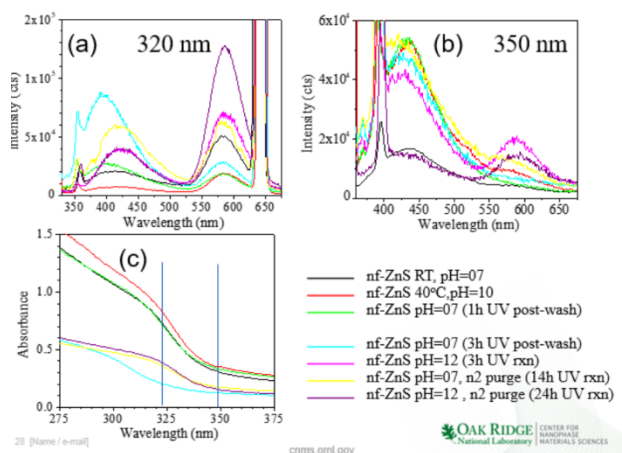 (a) 320 nm
2x10⁵
1x10⁵
5x10⁴
0
Intensity (cts)
350 400 450 500 550 600 650
Wavelength (nm)
(b) 350 nm
6x10⁴
4x10⁴
2x10⁴
Intensity (cts)
400 450 500 550 600 650
Wavelength (nm)
(c)
1.5
1.0
0.5
0.0
Absorbance
275 300 325 350 375
Wavelength (nm)
nf-ZnS RT, pH=07
nf-ZnS 40°C,pH=10
nf-ZnS pH=07 (1h UV post-wash)
nf-ZnS pH=07 (3h UV post-wash)
nf-ZnS pH=12 (3h UV rxn)
nf-ZnS pH=07, n2 purge (14h UV rxn)
nf-ZnS pH=12 , n2 purge (24h UV rxn)
28 [Name / e-mail]
cnms.ornl.gov
OAK RIDGE
National Laboratory
CENTER FOR
NANOPHASE
MATERIALS SCIENCES